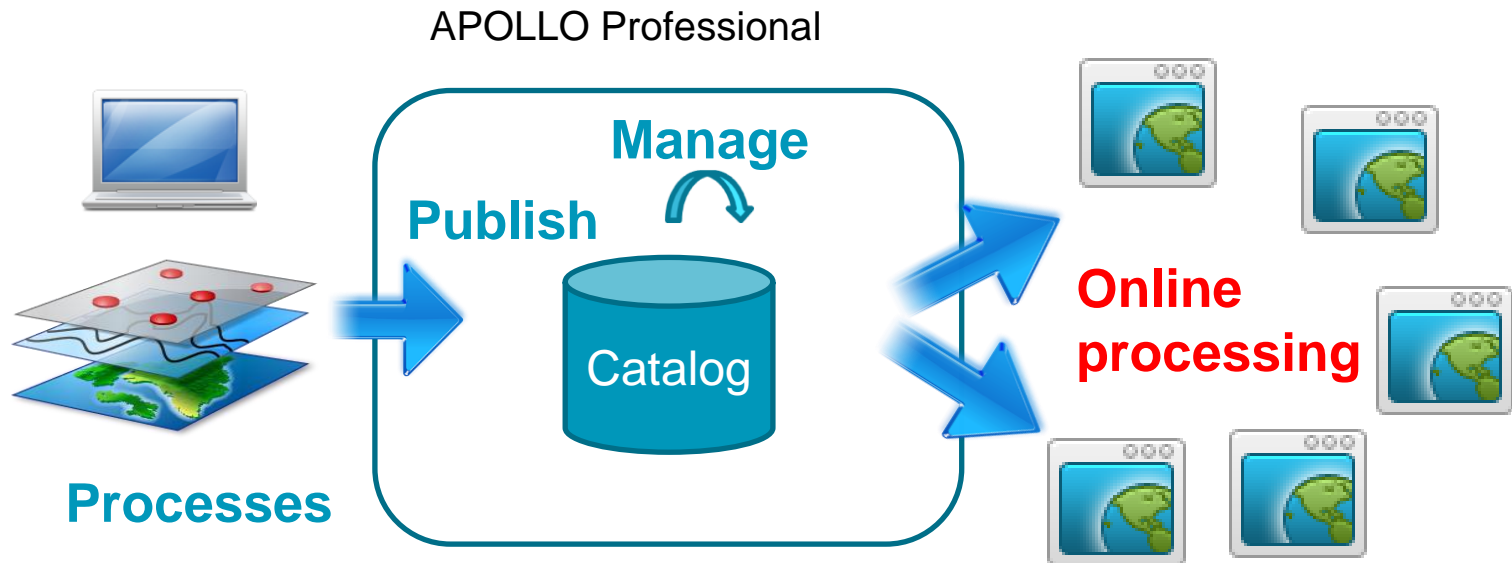 APOLLO Professional
Manage
Publish
Catalog
Processes
Online
processing